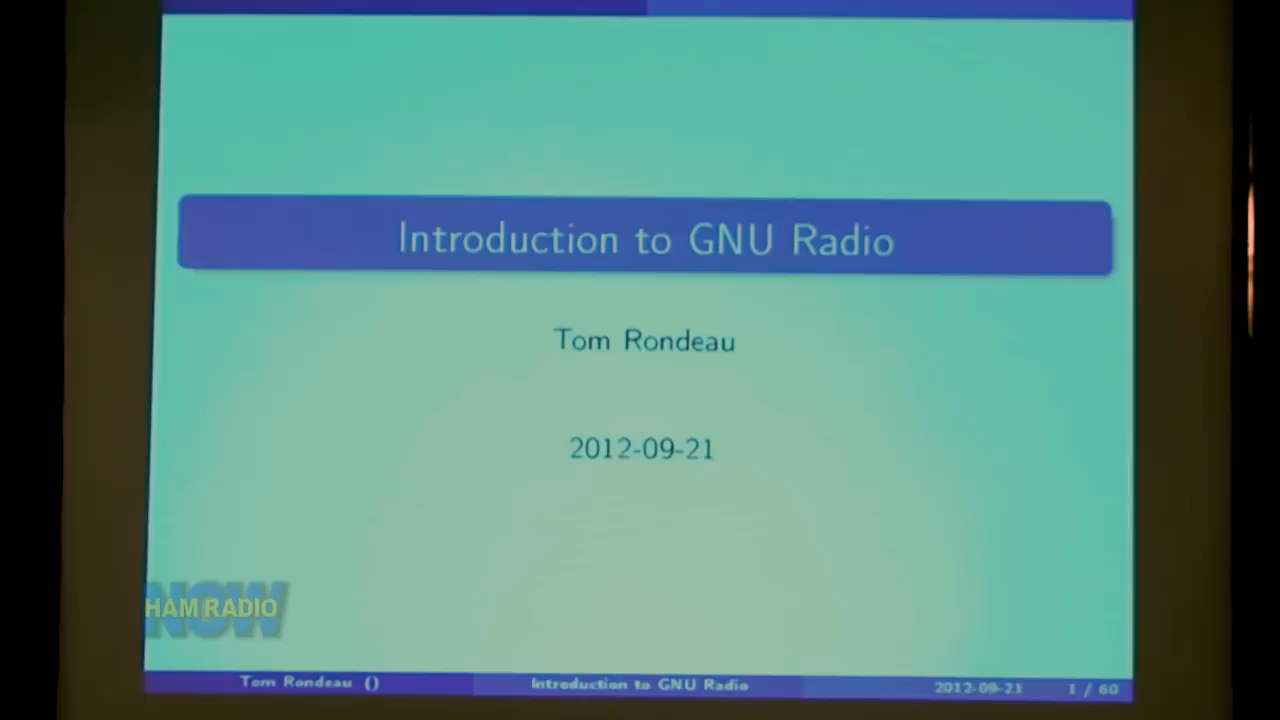 Introduction to GNU Radio
Tom Rondeau
2012-09-21
NOW
HAM RADIO
Tom Rondeau ()
Introduction to GNU Radio
2012-09-21
1 / 60